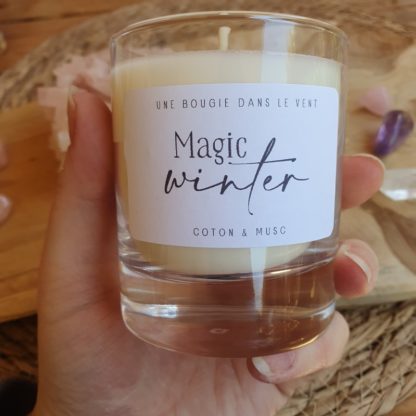 UNE BOUGIE DANS LE VENT
Magic
winter
COTON & MUSC